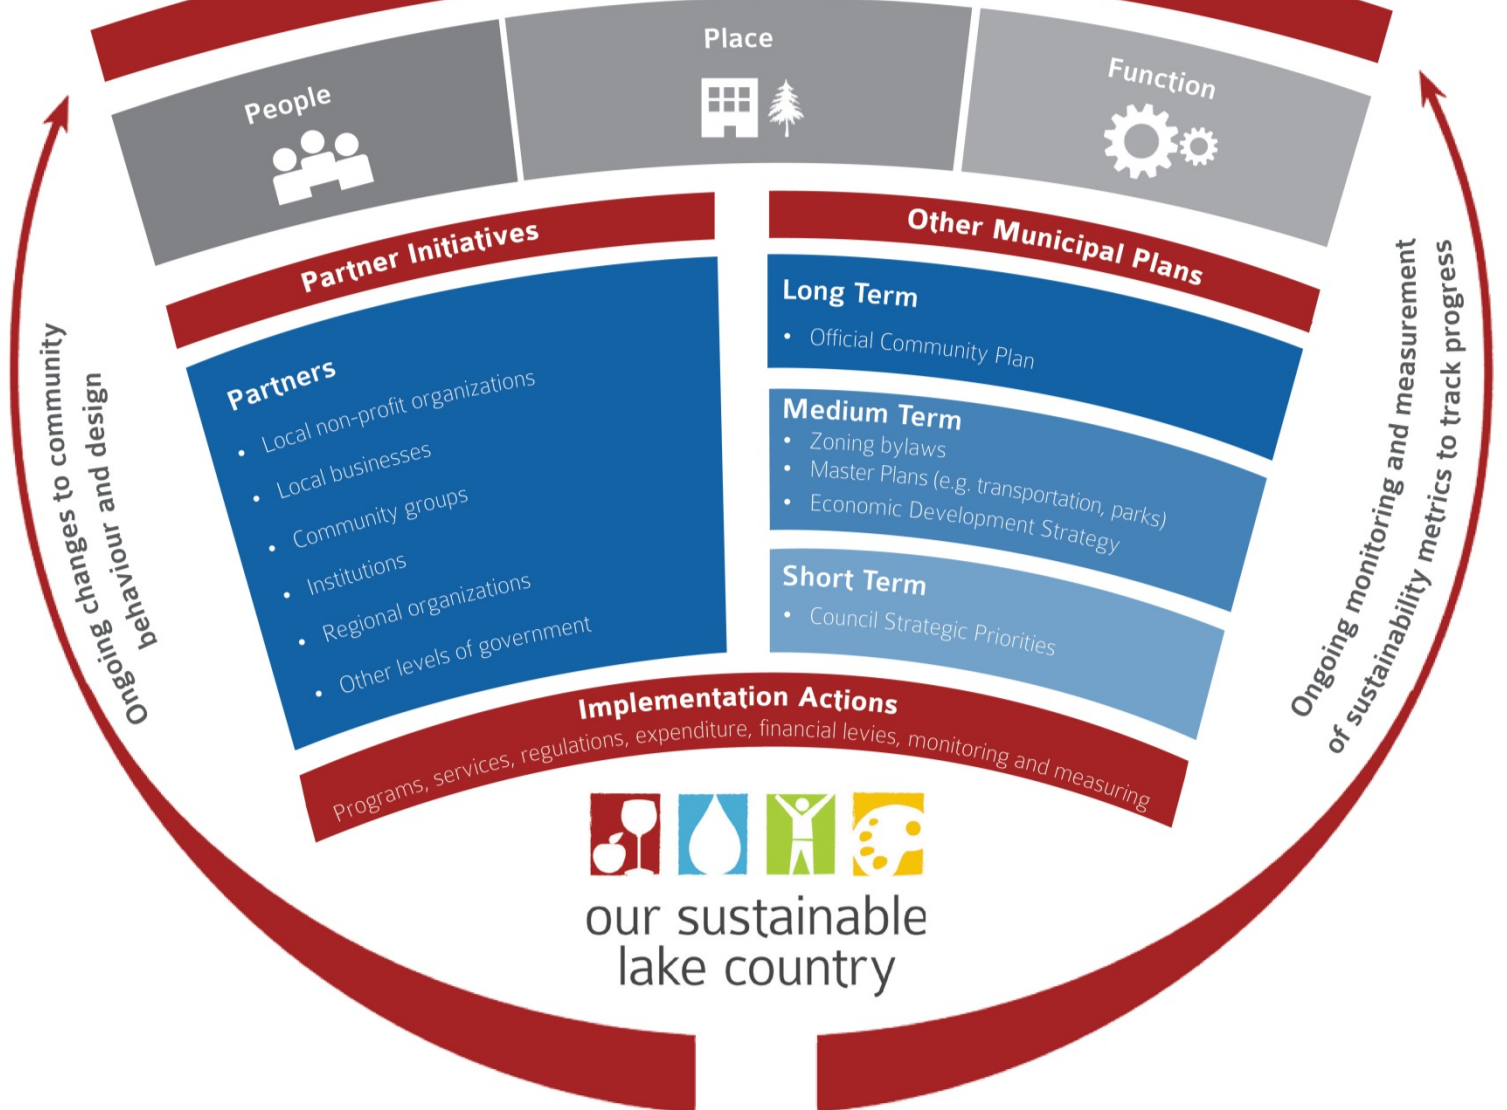 People
Place
Function
Partner Initiatives
Partners
• Local non-profit organizations
• Local businesses
• Community groups
• Institutions
• Regional organizations
• Other levels of government
Other Municipal Plans
Long Term
• Official Community Plan
Medium Term
• Zoning bylaws
• Master Plans (e.g. transportation, parks)
• Economic Development Strategy
Short Term
• Council Strategic Priorities
Implementation Actions
Programs, services, regulations, expenditure, financial levies, monitoring and measuring
Ongoing changes to community
behaviour and design
Ongoing monitoring and measurement
of sustainability metrics to track progress
our sustainable
lake country